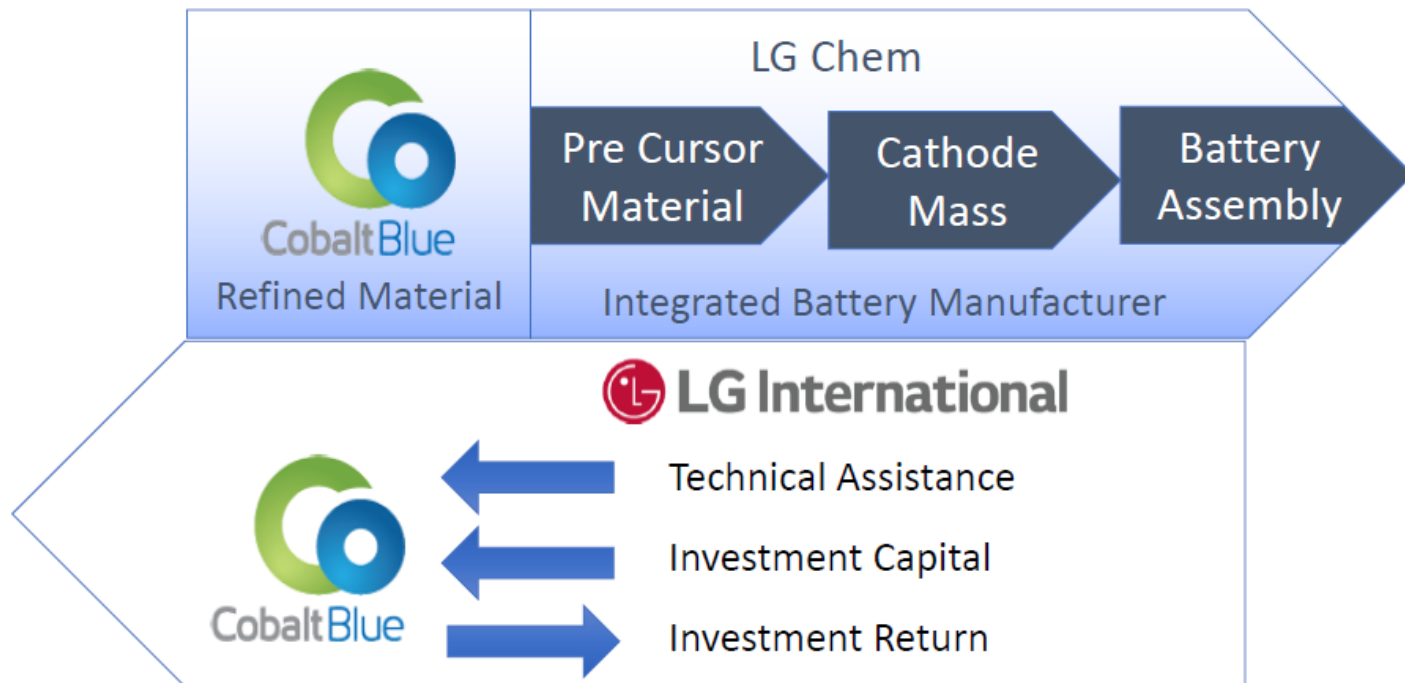 LG Chem
Pre Cursor
Material
Cathode
Mass
Battery
Assembly
CobaltBlue
Refined Material
Integrated Battery Manufacturer
LG International
Technical Assistance
Investment Capital
CobaltBlue
Investment Return